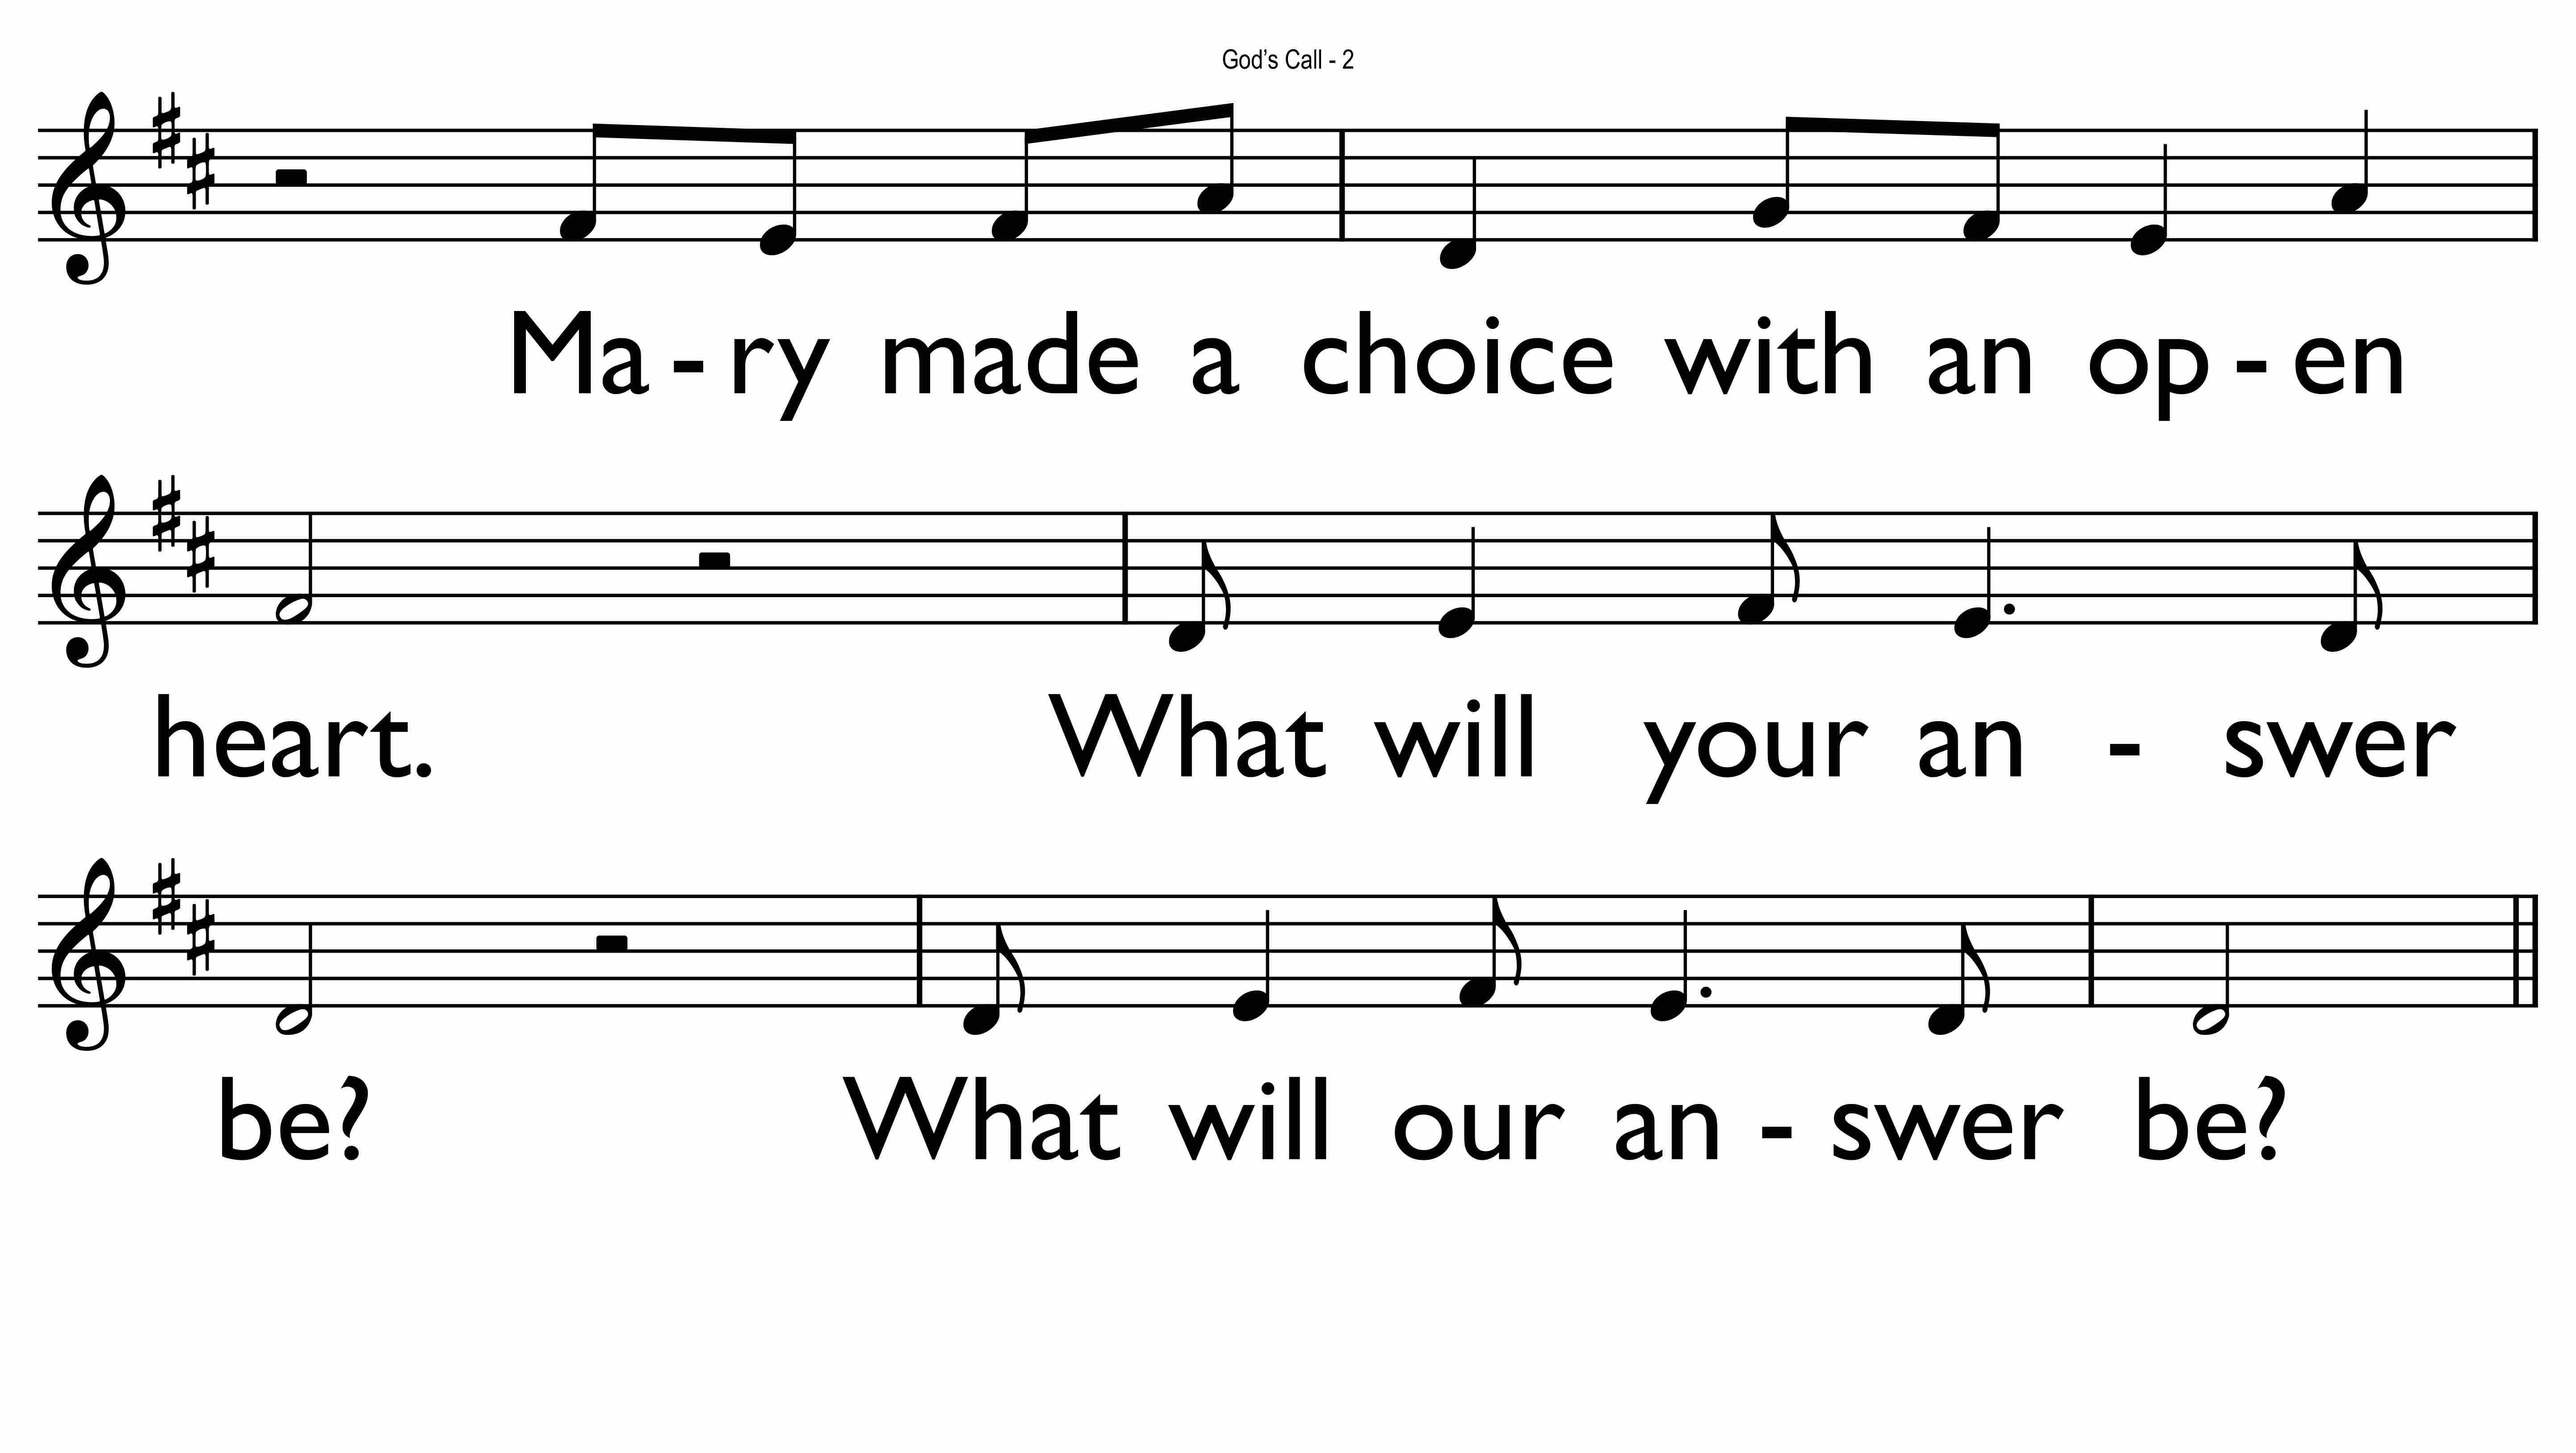 God's Call - 2
Ma - ry made a choice with an op - en
heart. What will your an - swer
be? What will our an - swer be?